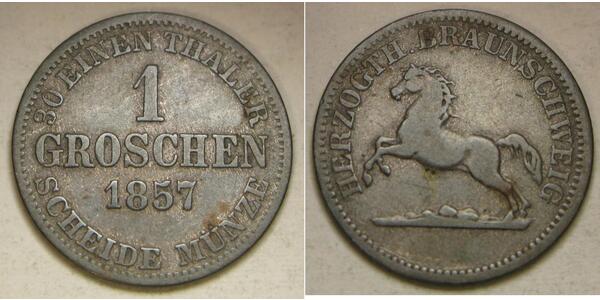 30 EINEN THALER
1
GROSCHEN
1857
SCHEIDE MÜNZE
HERZOGTH. BRAUNSCHWEIG